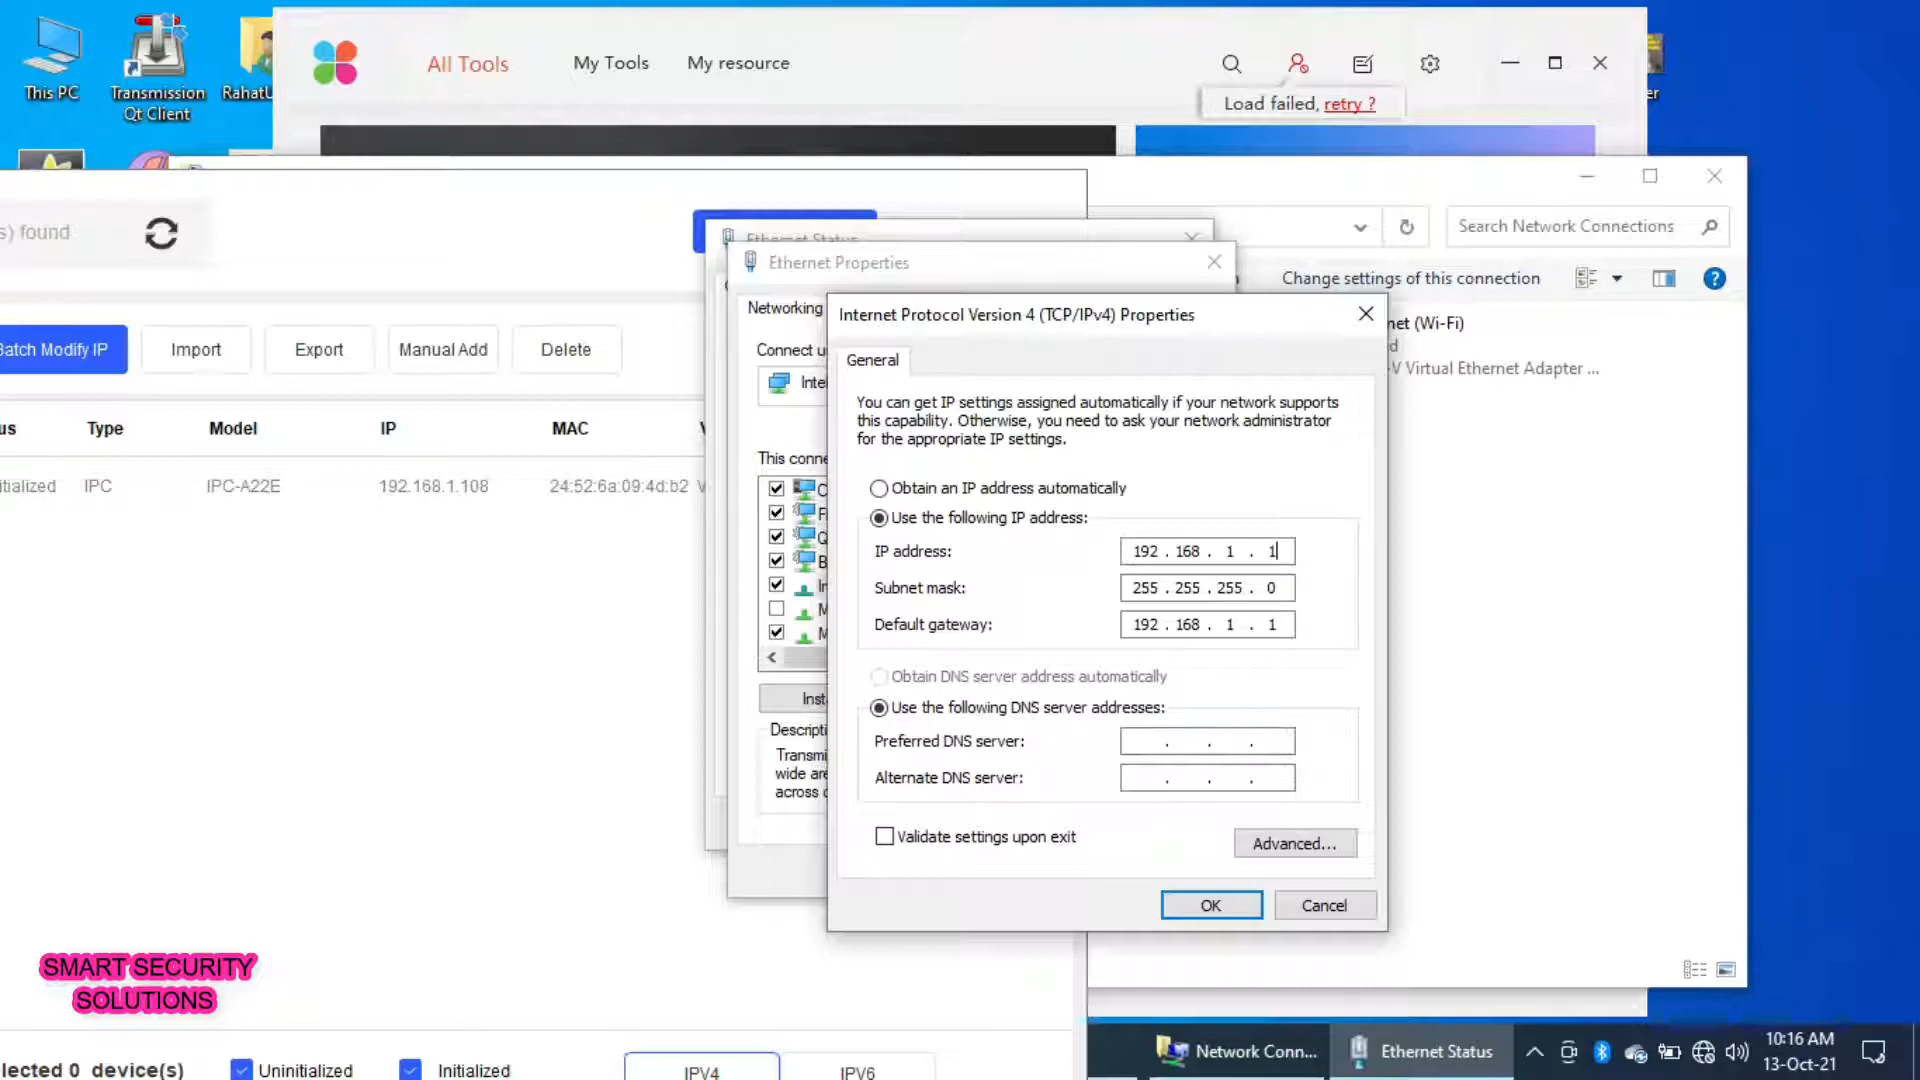 This PC
Transmission
Qt Client
All Tools
My Tools
My resource
Load failed, retry ?
s) found
Search Network Connections
Ethernet Status
Ethernet Properties
Change settings of this connection
Networking
Internet Protocol Version 4 (TCP/IPv4) Properties
net (Wi-Fi)
-V Virtual Ethernet Adapter ...
Batch Modify IP
Import
Export
Manual Add
Delete
General
You can get IP settings assigned automatically if your network supports
this capability. Otherwise, you need to ask your network administrator
for the appropriate IP settings.
Type
Model
IP
MAC
IPC
IPC-A22E
192.168.1.108
24:52:6a:09:4d:b2
Obtain an IP address automatically
Use the following IP address:
IP address:
192 . 168 . 1 . 1
Subnet mask:
255 . 255 . 255 . 0
Default gateway:
192 . 168 . 1 . 1
Obtain DNS server address automatically
Use the following DNS server addresses:
Preferred DNS server:
Alternate DNS server:
Validate settings upon exit
Advanced...
OK
Cancel
SMART SECURITY
SOLUTIONS
lected 0 device(s)
Uninitialized
Initialized
IPV4
IPV6
Network Conn...
Ethernet Status
10:16 AM
13-Oct-21